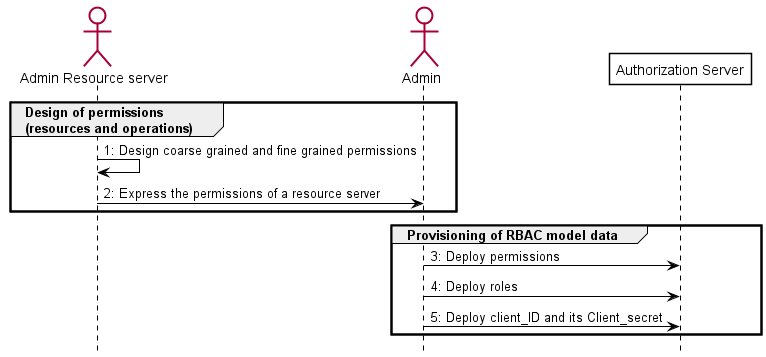 Admin Resource server
Admin
Authorization Server
Design of permissions
(resources and operations)
1: Design coarse grained and fine grained permissions
2: Express the permissions of a resource server
Provisioning of RBAC model data
3: Deploy permissions
4: Deploy roles
5: Deploy client_ID and its Client_secret